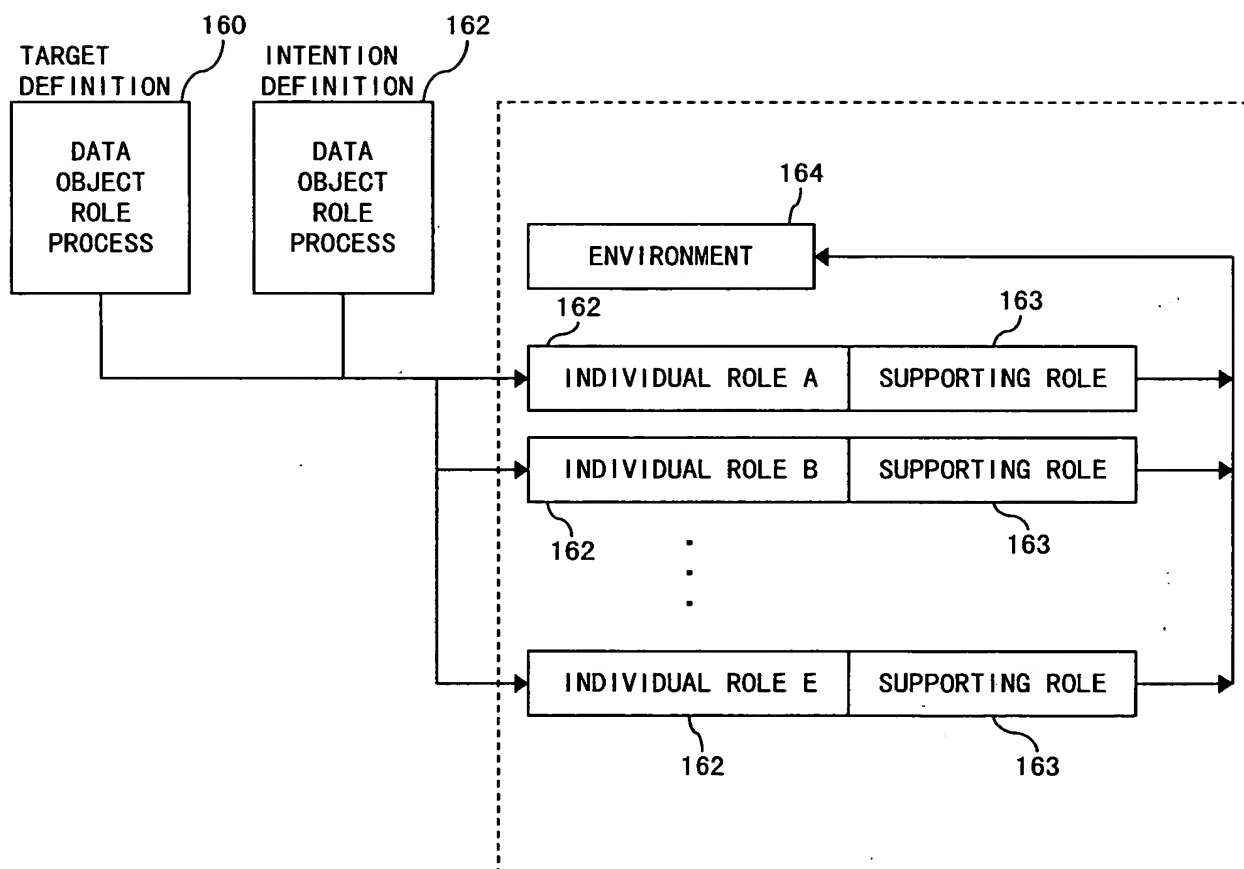 160
TARGET
DEFINITION
DATA
OBJECT
ROLE
PROCESS
162
INTENTION
DEFINITION
DATA
OBJECT
ROLE
PROCESS
164
ENVIRONMENT
162
163
INDIVIDUAL ROLE A
SUPPORTING ROLE
INDIVIDUAL ROLE B
SUPPORTING ROLE
162
163
INDIVIDUAL ROLE E
SUPPORTING ROLE
162
163